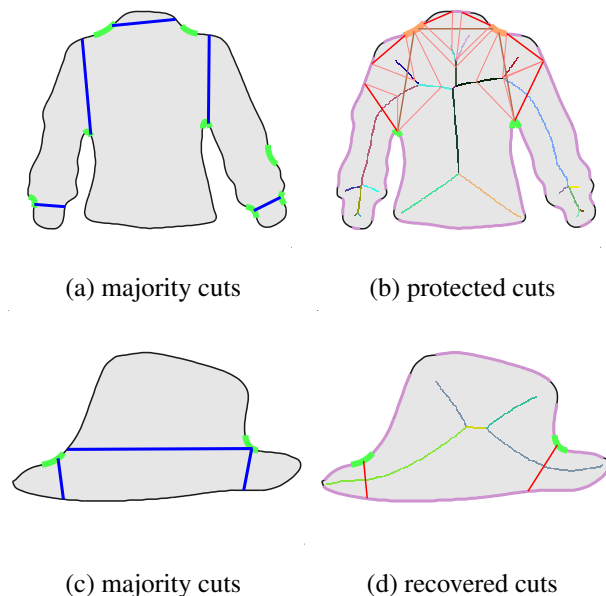 (a) majority cuts
(b) protected cuts
(c) majority cuts
(d) recovered cuts